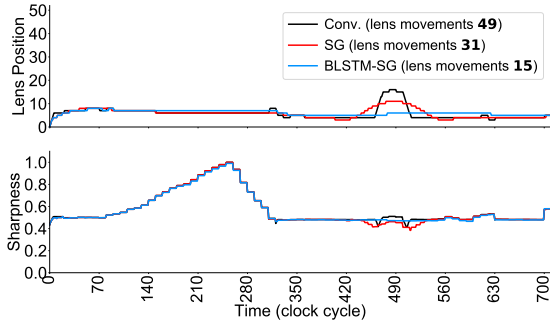 Lens Position
50
40
30
20
10
0
Conv. (lens movements 49)
SG (lens movements 31)
BLSTM-SG (lens movements 15)
Sharpness
1.0
0.8
0.6
0.4
0.2
0.0
0 70 140 210 280 350 420 490 560 630 700
Time (clock cycle)